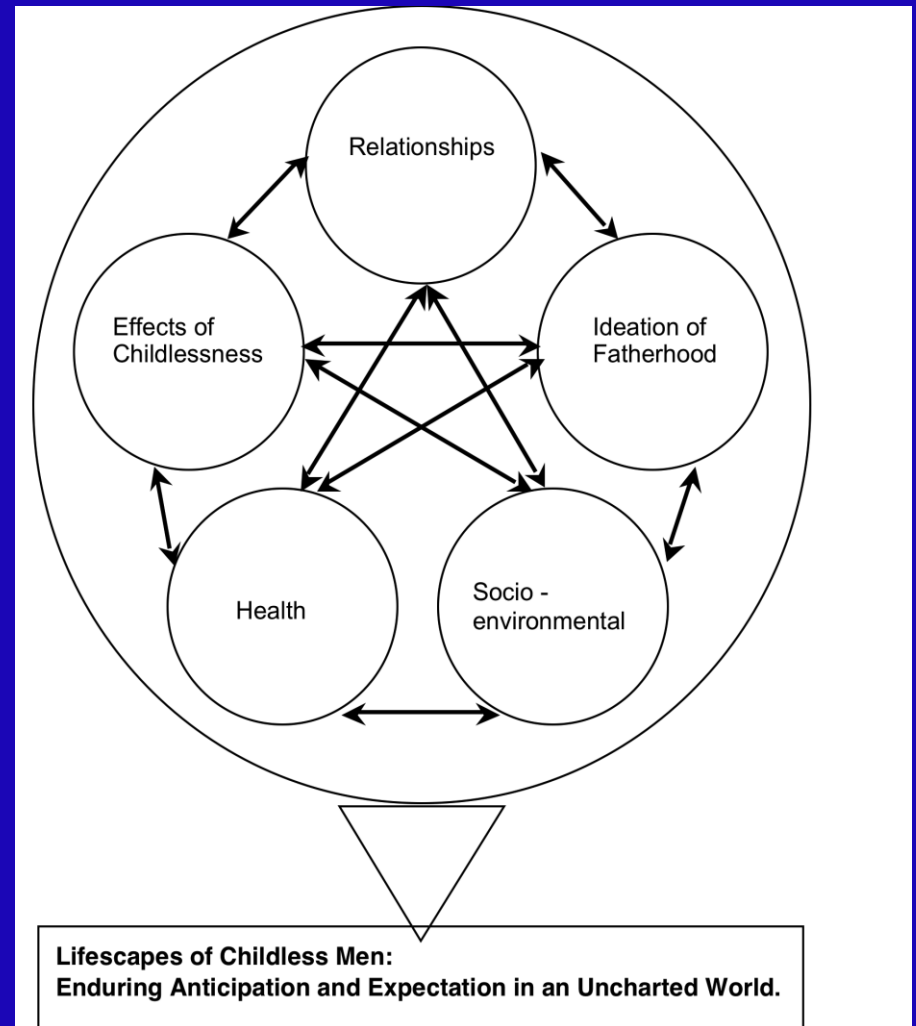 Relationships
Effects of
Childlessness
Ideation of
Fatherhood
Health
Socio -
environmental
Lifescapes of Childless Men:
Enduring Anticipation and Expectation in an Uncharted World.